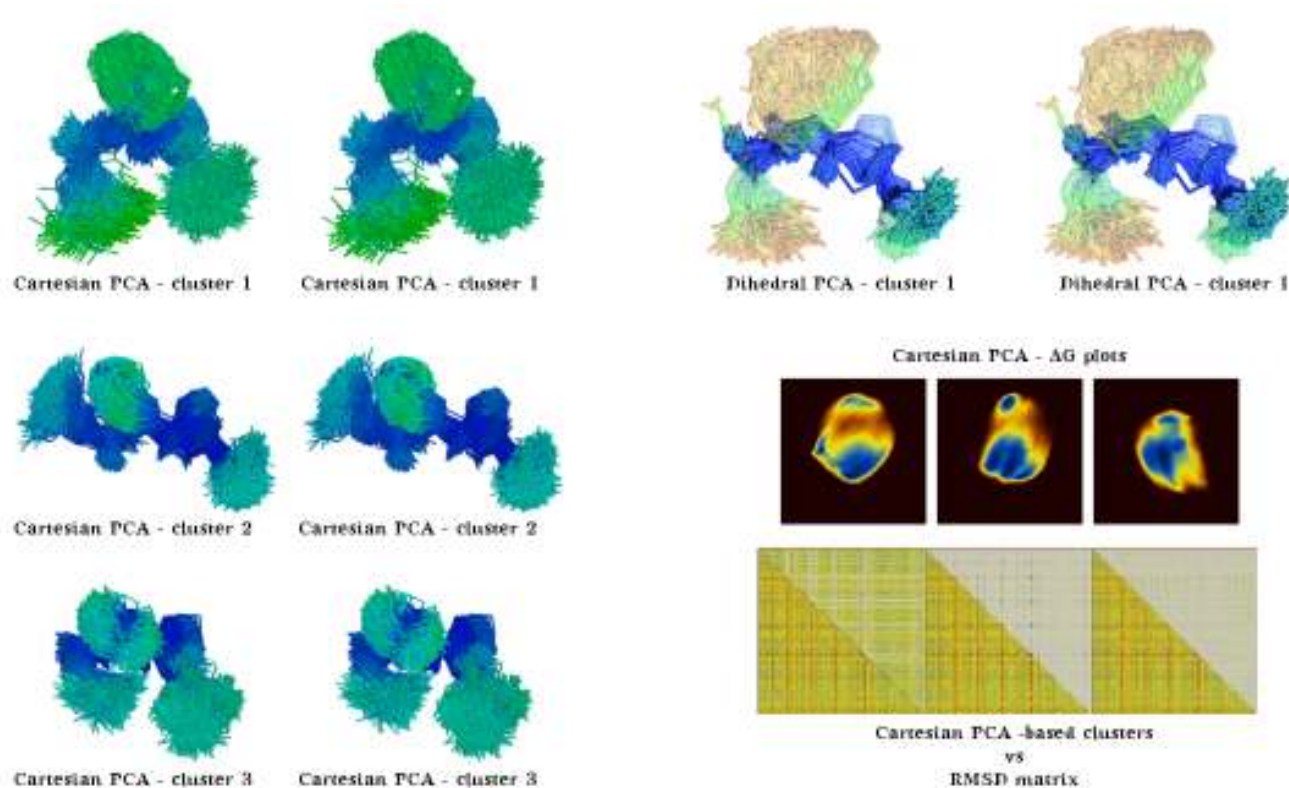 Cartesian PCA - cluster 1
Cartesian PCA - cluster 1
Dihedral PCA - cluster 1
Dihedral PCA - cluster 1
Cartesian PCA - cluster 2
Cartesian PCA - cluster 2
Cartesian PCA - ΔG plots
Cartesian PCA -based clusters
vs
RMSD matrix
Cartesian PCA - cluster 3
Cartesian PCA - cluster 3